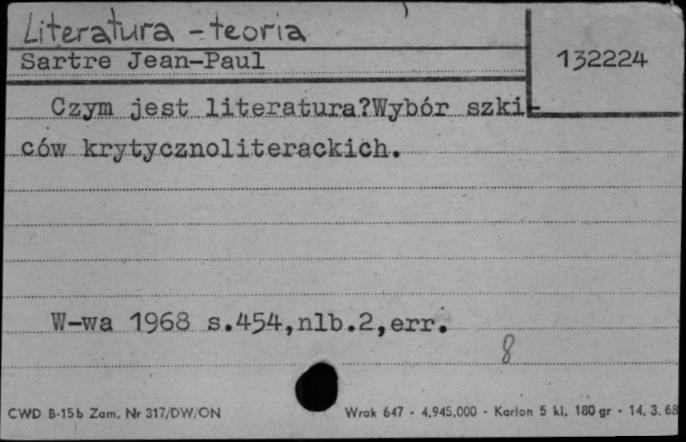 Literatura - teoria
Sartre Jean-Paul
132224
Czym jest literatura?Wybór szki-
ców krytycznoliterackich.
W-wa 1968 s.454,nlb.2,err.
8
CWD B-15b Zam. Nr 317/DW/ON
Wrak 647 - 4.945.000 - Karton 5 kl. 180 gr - 14. 3. 68